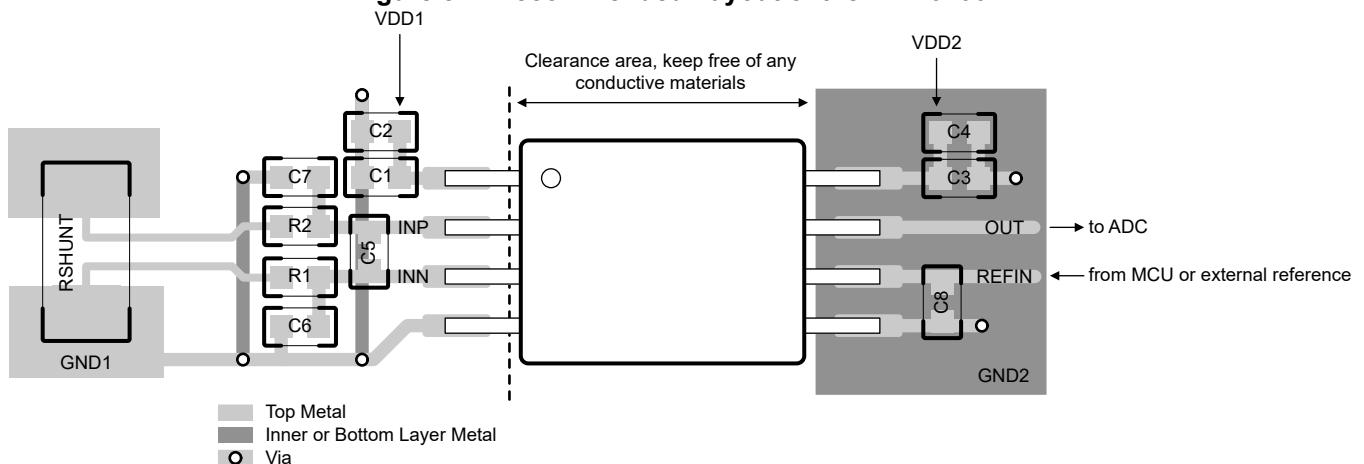 VDD1
VDD2
Clearance area, keep free of any
conductive materials
C2
C4
C7
C1
C3
RSHUNT
R2
INP
C5
OUT
to ADC
R1
INN
REFIN
from MCU or external reference
C8
C6
GND1
GND2
Top Metal
Inner or Bottom Layer Metal
Via